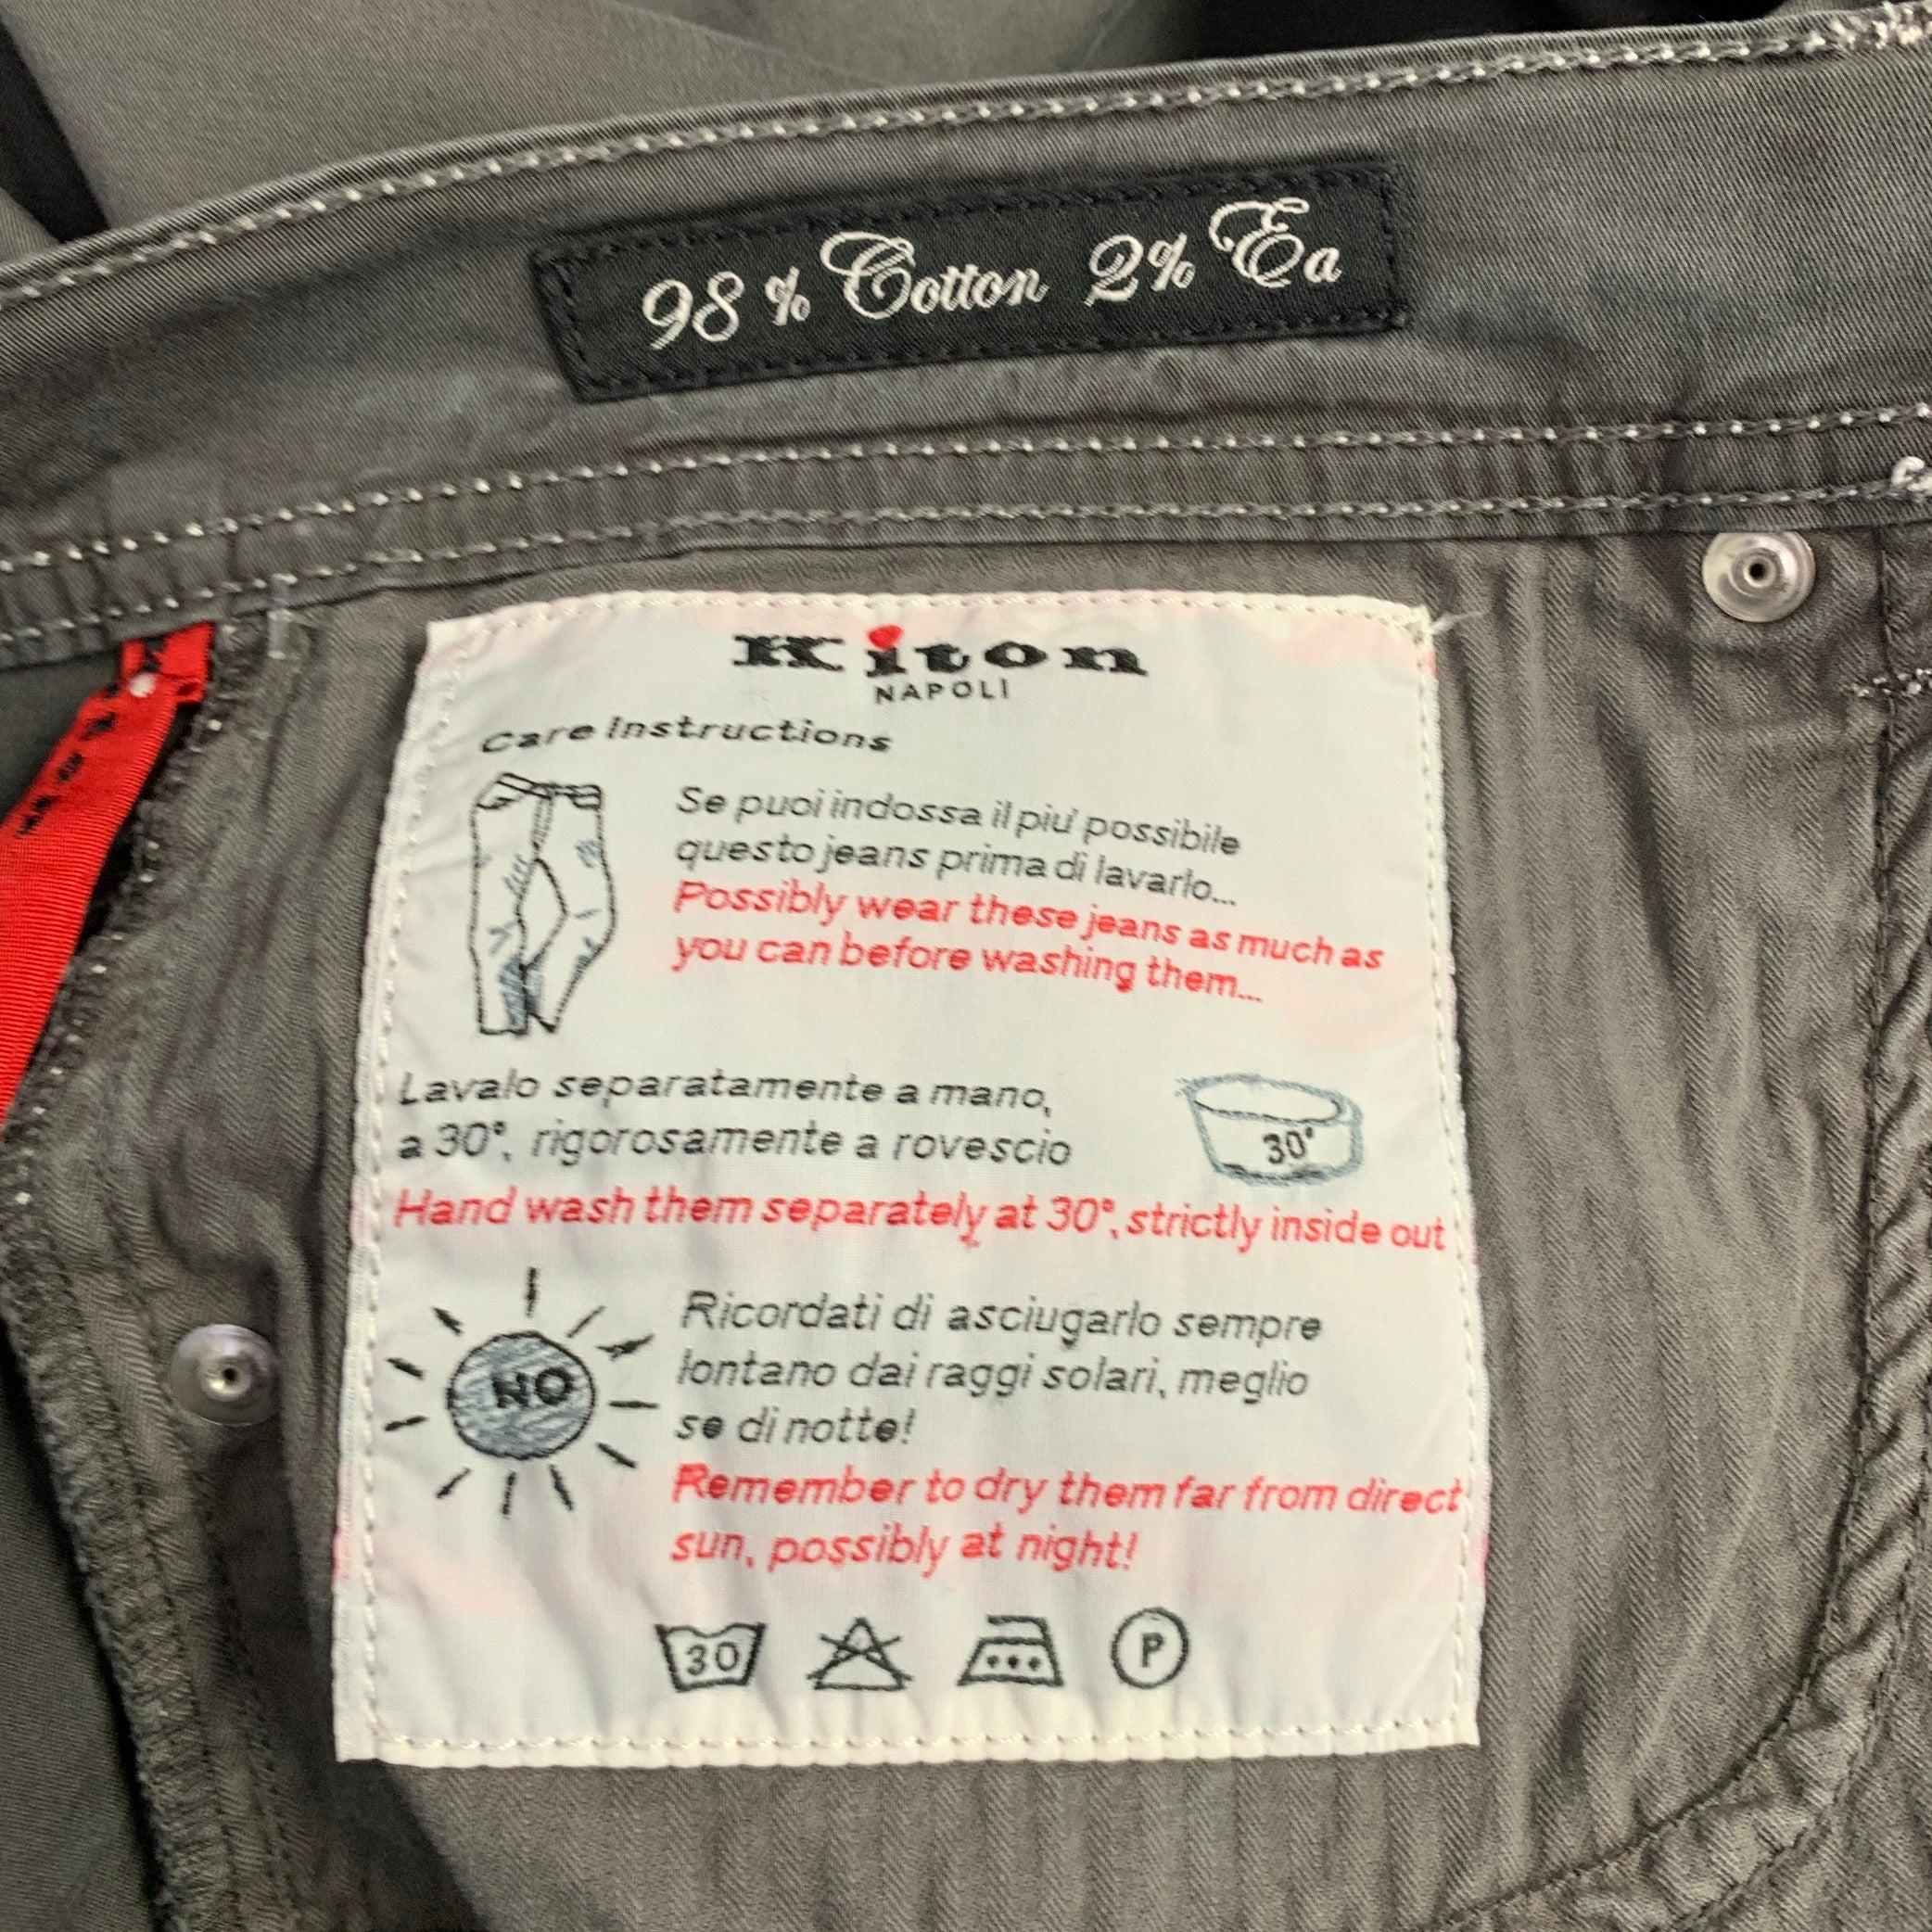 98 % Cotton 2% Ea
Kiton
NAPOLI
Care Instructions
Se puoi indossa il piu' possibile
questo jeans prima di lavarlo...
Possibly wear these jeans as much as
you can before washing them...
Lavalo separatamente a mano,
a 30°, rigorosamente a rovescio
30°
Hand wash them separately at 30°, strictly inside out
NO
Ricordati di asciugarlo sempre
lontano dai raggi solari, meglio
se di notte!
Remember to dry them far from direct
sun, possibly at night!
30 P